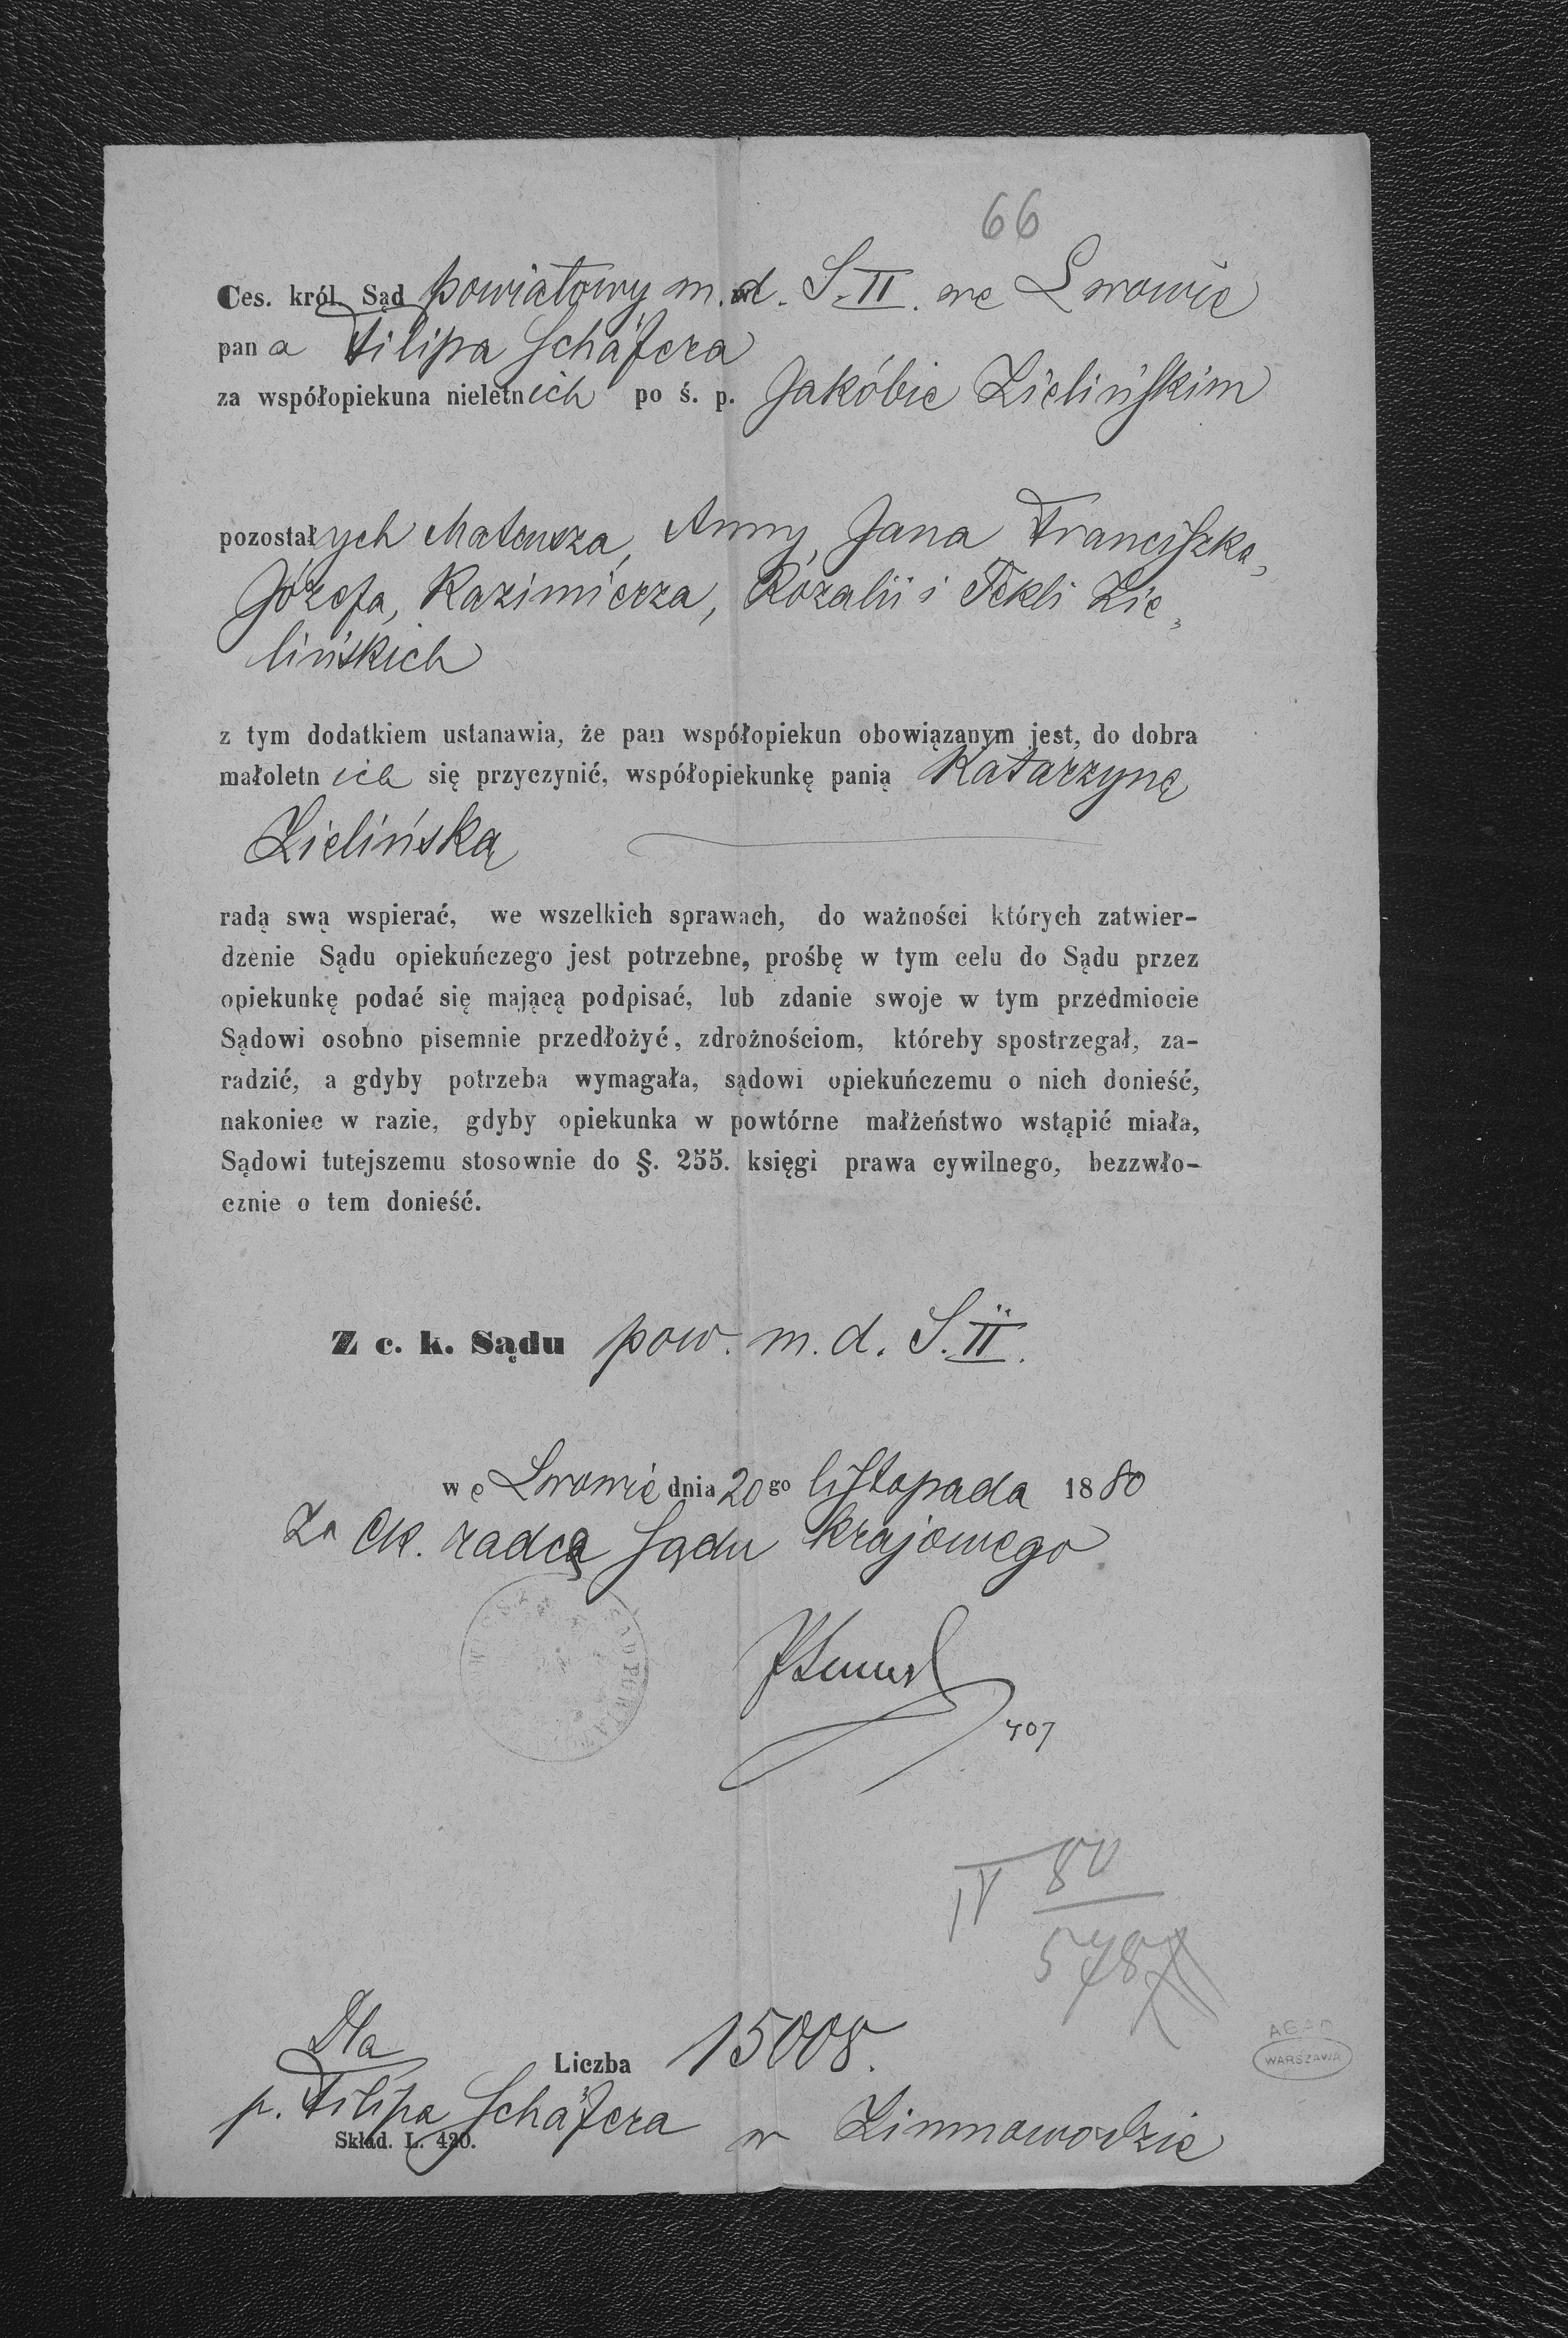 66
Ces. król. Sąd powiatowy m. d. S. II. we Lwowie
pana Filipa Schäfera
za współopiekuna nieletnich po ś. p. Jakóbie Zielińskim
pozostałych Mateusza, Anny, Jana Franciszka,
Józefa, Kazimierza, Rozalii i Tekli Zie„
lińskich
z tym dodatkiem ustanawia, że pan współopiekun obowiązanym jest, do dobra
małoletnich się przyczynić, współopiekunkę panią Katarzynę
Zielińską
radą swą wspierać, we wszelkich sprawach, do ważności których zatwier-
dzenie Sądu opiekuńczego jest potrzebne, prośbę w tym celu do Sądu przez
opiekunkę podać się mającą podpisać, lub zdanie swoje w tym przedmiocie
Sądowi osobno pisemnie przedłożyć, zdrożnościom, któreby spostrzegał, za-
radzić, a gdyby potrzeba wymagała, sądowi opiekuńczemu o nich donieść,
nakoniec w razie, gdyby opiekunka w powtórne małżeństwo wstąpić miała,
Sądowi tutejszemu stosownie do §. 255. księgi prawa cywilnego, bezzwło-
cznie o tem donieść.
Z c. k. Sądu pow. m. d. S. II.
we Lwowie dnia 20go listopada 1880
Za ck. radcę Sądu krajowego
IV 80
578
Dla
Liczba 15008.
p. Filipa Schäfera w Zimnowodzie
Skład. L. 420.
AGAD
WARSZAWA